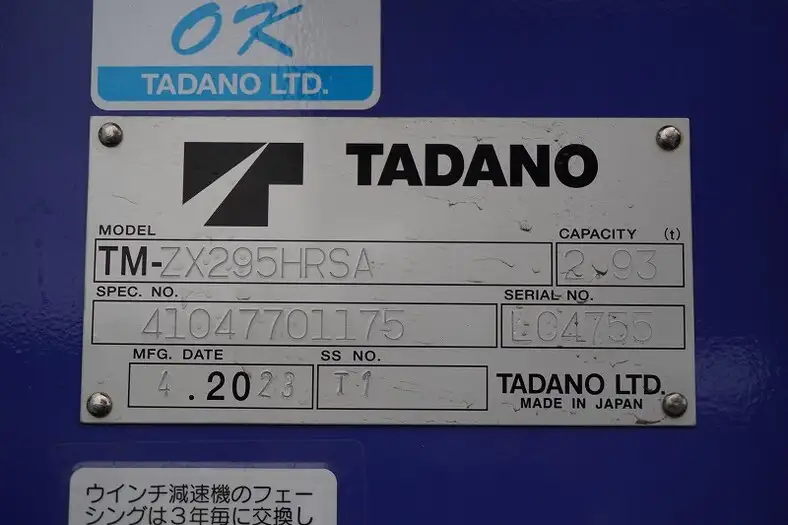 OK
TADANO LTD.
TADANO
MODEL
CAPACITY (t)
TM-ZX295HRSA
2.93
SPEC. NO.
SERIAL NO.
41047701175
LG4755
MFG. DATE
SS NO.
4 .2023
T1
TADANO LTD.
MADE IN JAPAN
ウインチ減速機のフェー
シングは3年毎に交換し